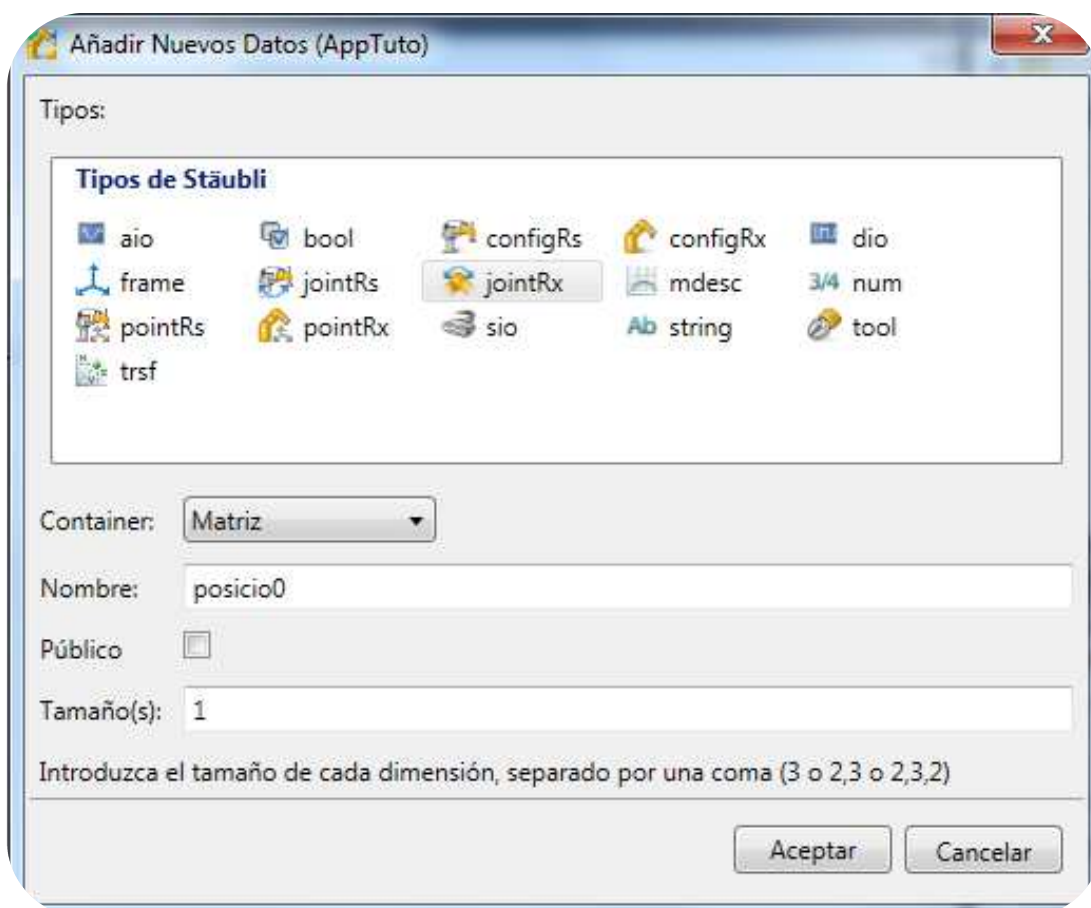 Añadir Nuevos Datos (AppTuto)
X
Tipos:
Tipos de Stäubli
aio bool configRs configRx dio
frame jointRs jointRx mdesc 3/4 num
pointRs pointRx sio Ab string tool
trsf
Container: Matriz
Nombre: posicio0
Público
Tamaño(s): 1
Introduzca el tamaño de cada dimensión, separado por una coma (3 o 2,3 o 2,3,2)
Aceptar Cancelar